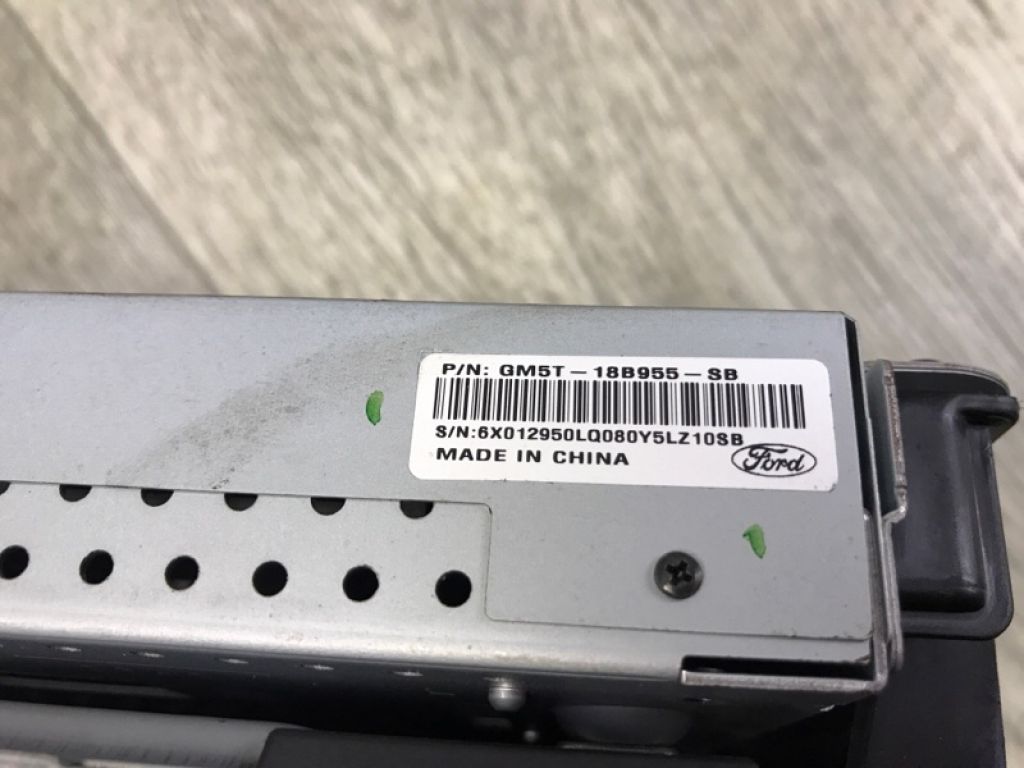 P/N: GM5T-18B955-SB
S/N:6X012950LQ080Y5LZ10SB
MADE IN CHINA
Ford